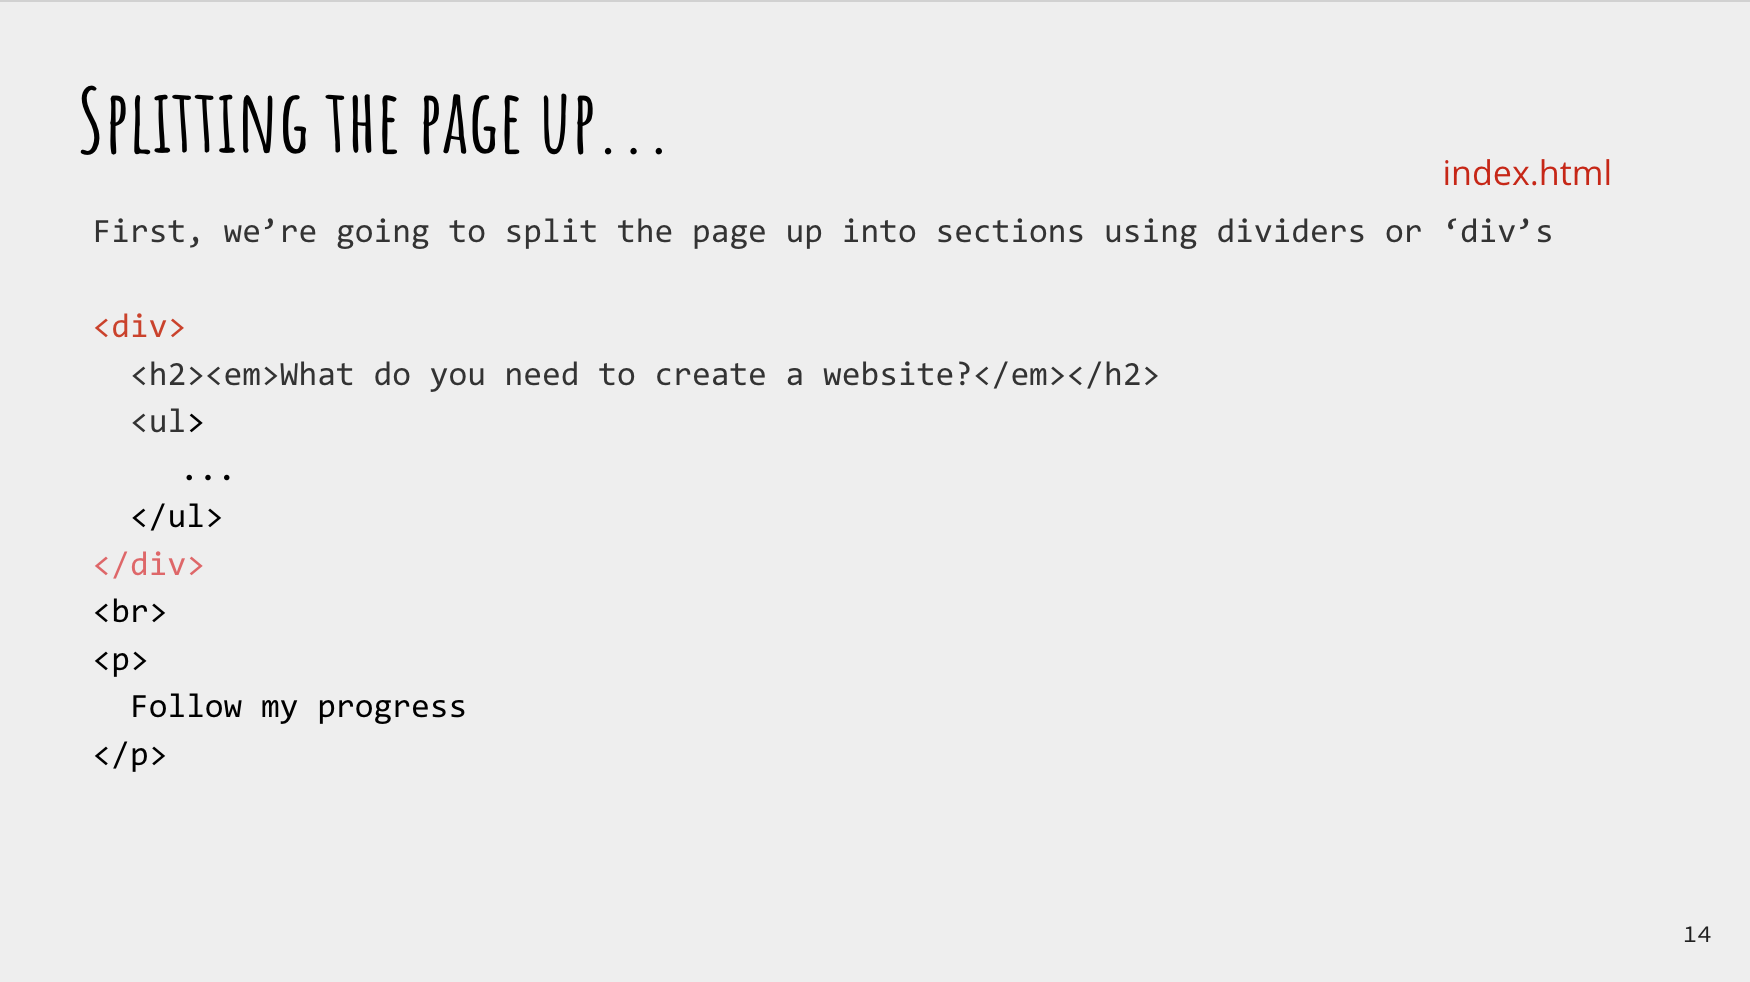 Splitting the page up...
index.html
First, we’re going to split the page up into sections using dividers or ‘div’s
<div>
<h2><em>What do you need to create a website?</em></h2>
<ul>
...
</ul>
</div>
<br>
<p>
Follow my progress
</p>
14